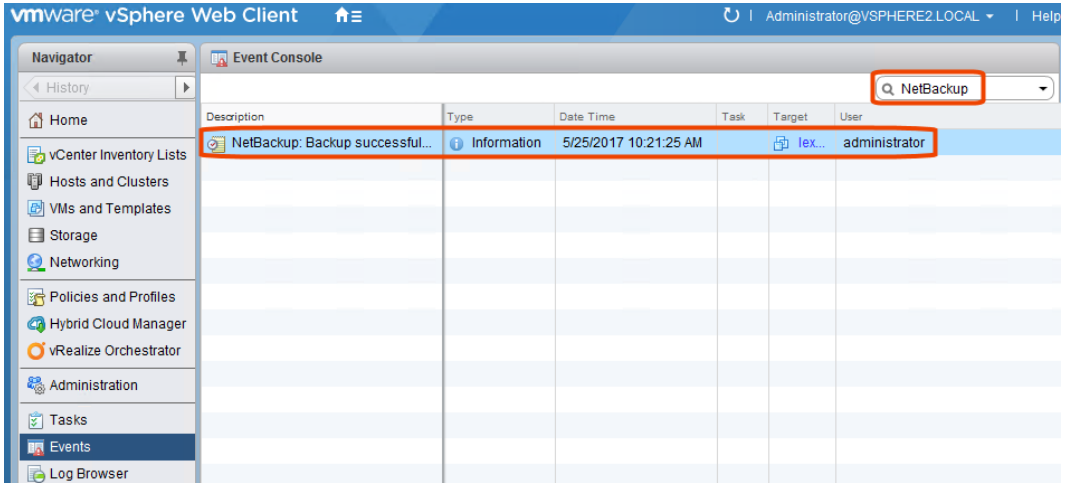 vmware® vSphere Web Client
Administrator@VSPHERE2.LOCAL
Help
Navigator
History
Home
vCenter Inventory Lists
Hosts and Clusters
VMs and Templates
Storage
Networking
Policies and Profiles
Hybrid Cloud Manager
vRealize Orchestrator
Administration
Tasks
Events
Log Browser
Event Console
NetBackup
Description Type Date Time Task Target User
NetBackup: Backup successful... Information 5/25/2017 10:21:25 AM lex... administrator